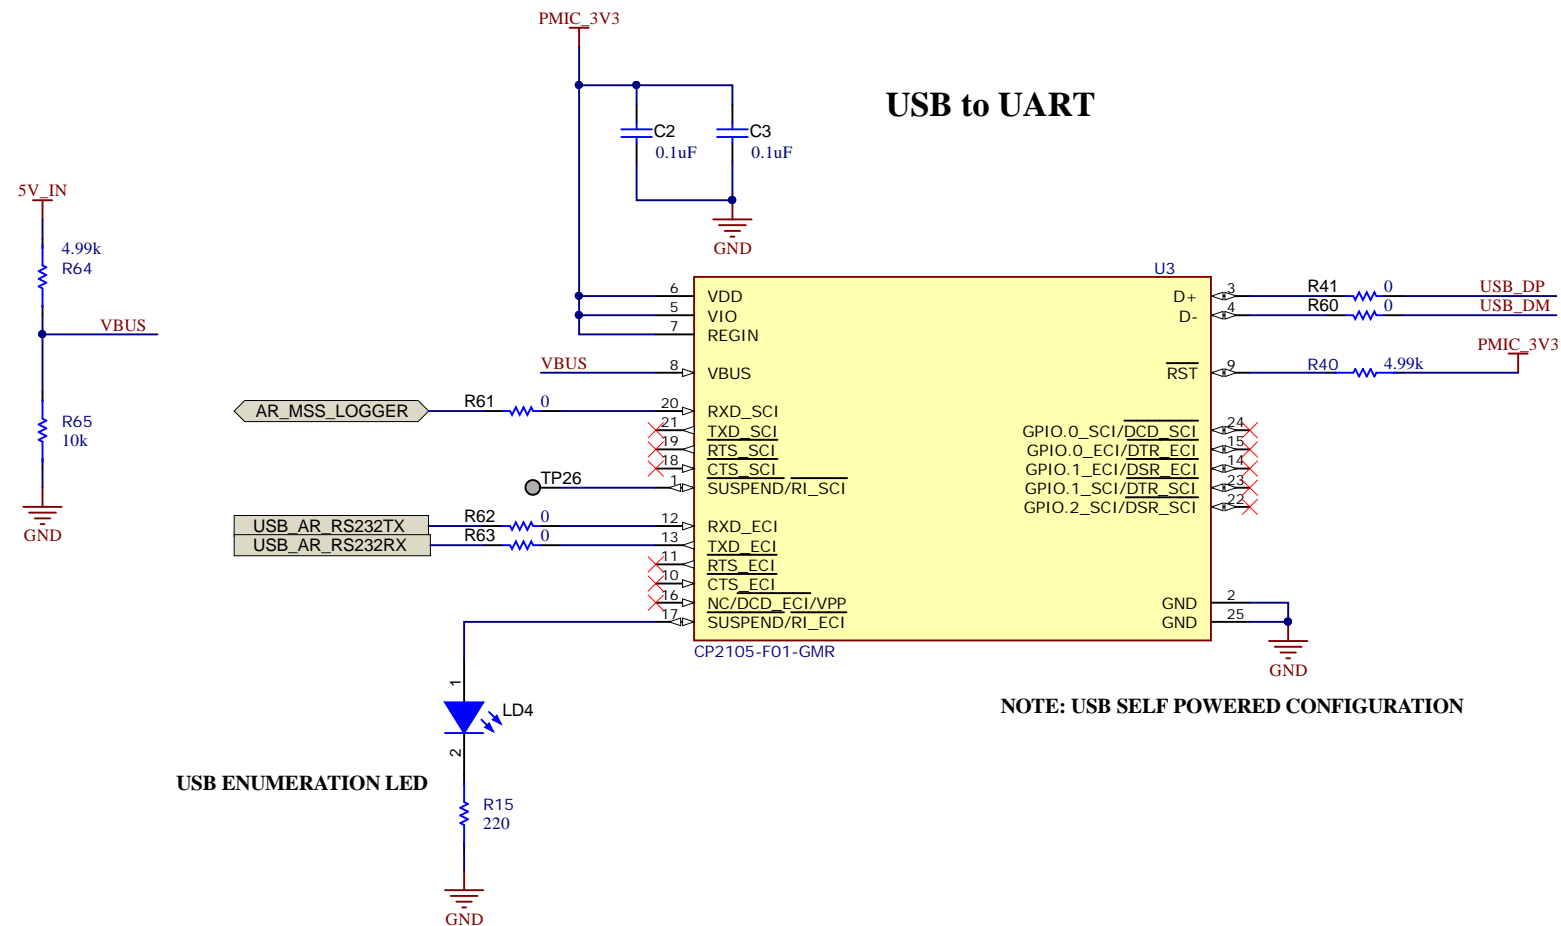 PMIC_3V3
USB to UART
C2
0.1uF
C3
0.1uF
GND
5V_IN
4.99k
R64
VBUS
R65
10k
GND
U3
CP2105-F01-GMR
6 VDD
5 VIO
7 REGIN
VBUS 8 VBUS
AR_MSS_LOGGER R61 0 20 RXD_SCI
21 TXD_SCI
19 RTS_SCI
18 CTS_SCI
TP26 1 SUSPEND/RI_SCI
USB_AR_RS232TX R62 0 12 RXD_ECI
USB_AR_RS232RX R63 0 13 TXD_ECI
11 RTS_ECI
10 CTS_ECI
16 NC/DCD_ECI/VPP
17 SUSPEND/RI_ECI
D+ 3 R41 0 USB_DP
D- 4 R60 0 USB_DM
RST 9 R40 4.99k PMIC_3V3
GPIO.0_SCI/DCD_SCI 24
GPIO.0_ECI/DTR_ECI 15
GPIO.1_ECI/DSR_ECI 14
GPIO.1_SCI/DTR_SCI 23
GPIO.2_SCI/DSR_SCI 22
GND 2
GND 25
GND
NOTE: USB SELF POWERED CONFIGURATION
1
LD4
2
USB ENUMERATION LED
R15
220
GND